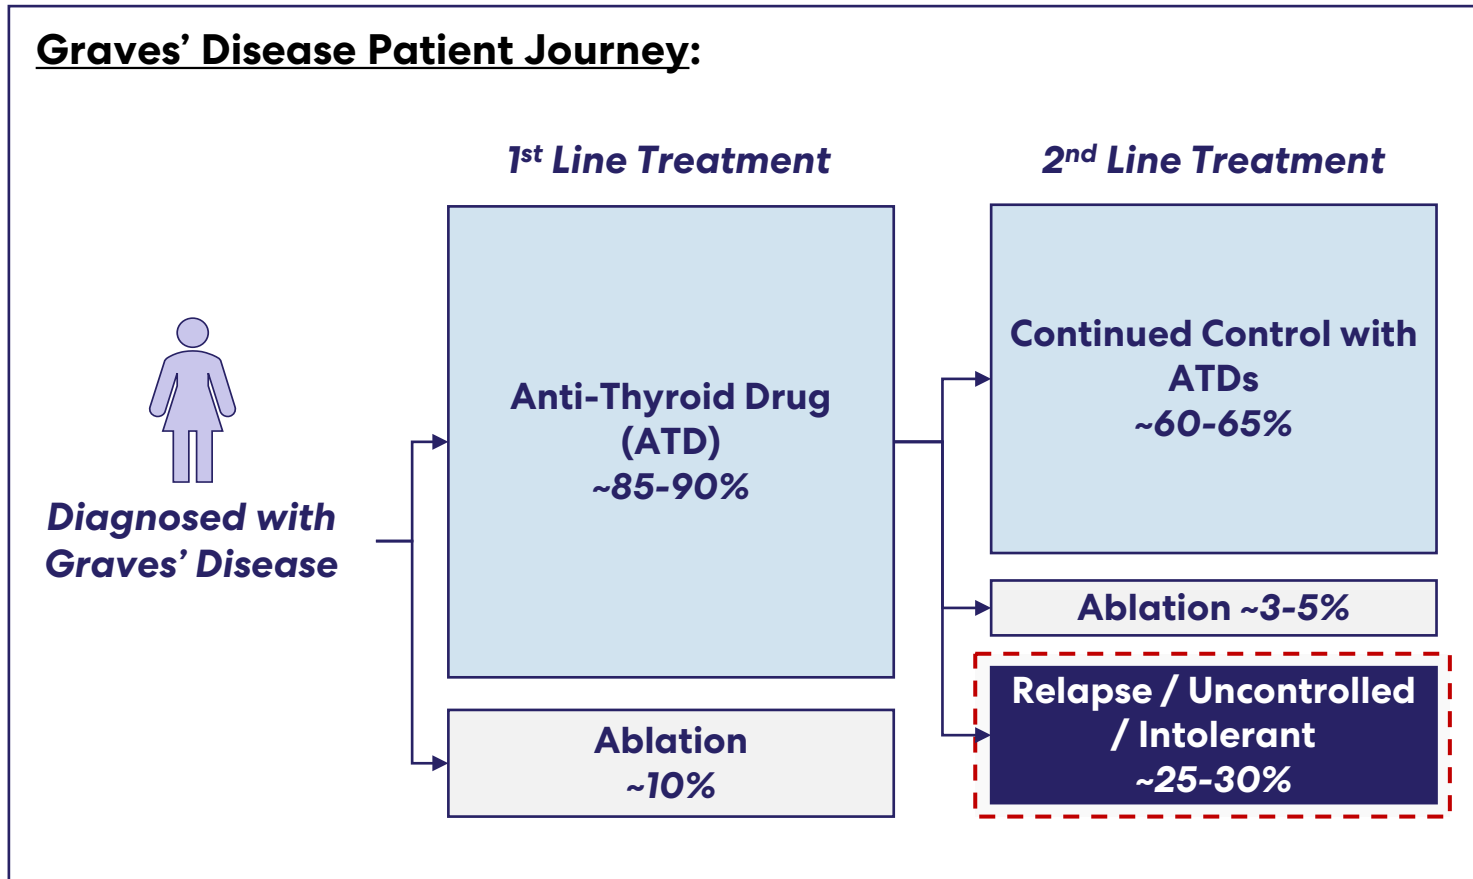 Graves’ Disease Patient Journey:
1st Line Treatment
2nd Line Treatment
Diagnosed with
Graves’ Disease
Anti-Thyroid Drug
(ATD)
~85-90%
Ablation
~10%
Continued Control with
ATDs
~60-65%
Ablation ~3-5%
Relapse / Uncontrolled
/ Intolerant
~25-30%